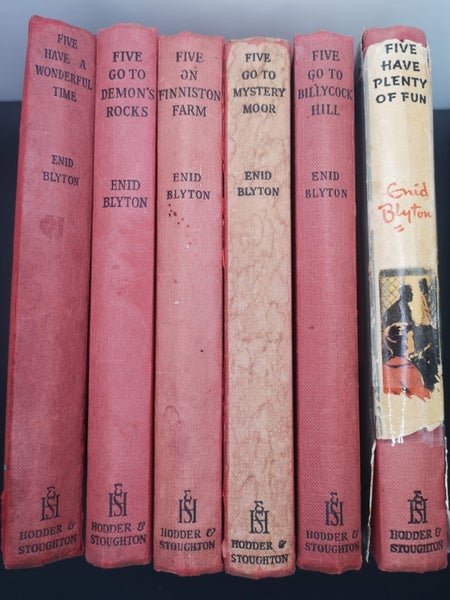 FIVE
HAVE A
WONDERFUL
TIME
ENID
BLYTON
HODDER &
STOUGHTON
FIVE
GO TO
DEMON'S
ROCKS
ENID
BLYTON
HODDER &
STOUGHTON
FIVE
ON
FINNISTON
FARM
ENID
BLYTON
HODDER &
STOUGHTON
FIVE
GO TO
MYSTERY
MOOR
ENID
BLYTON
HODDER &
STOUGHTON
FIVE
GO TO
BILLYCOCK
HILL
ENID
BLYTON
HODDER &
STOUGHTON
FIVE
HAVE
PLENTY
OF FUN
Enid
Blyton
HODDER &
STOUGHTON